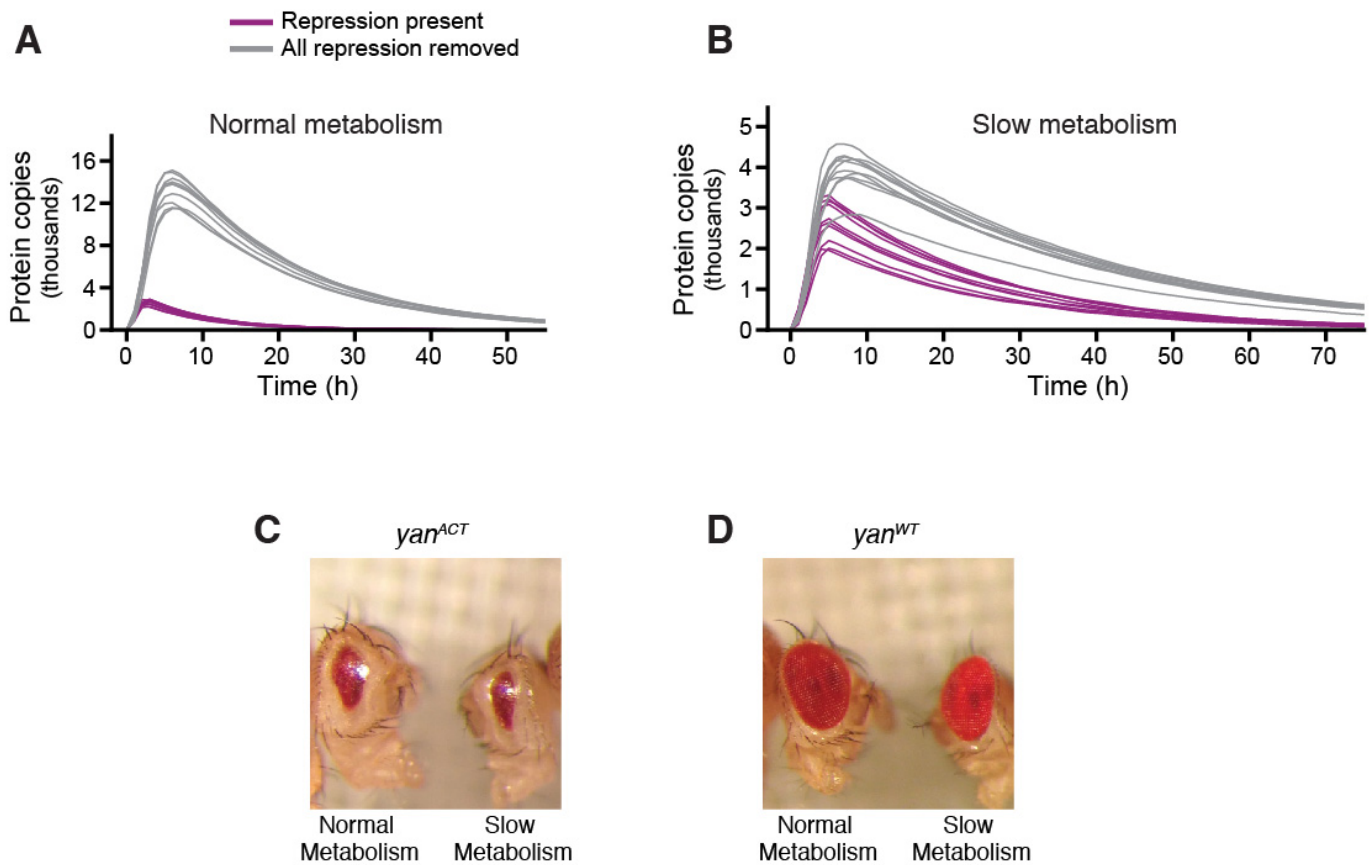 A
Repression present
All repression removed
Normal metabolism
Protein copies
(thousands)
16
12
8
4
0
0 10 20 30 40 50
Time (h)
B
Slow metabolism
Protein copies
(thousands)
5
4
3
2
1
0
0 10 20 30 40 50 60 70
Time (h)
C
yanACT
Normal
Metabolism
Slow
Metabolism
D
yanWT
Normal
Metabolism
Slow
Metabolism